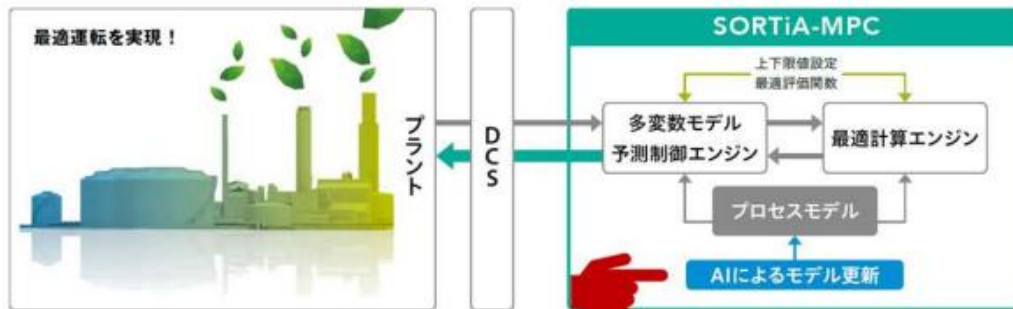 最適運転を実現！
プラント
DCS
SORTiA-MPC
上下限値設定
最適評価関数
多変数モデル
予測制御エンジン
最適計算エンジン
プロセスモデル
AIによるモデル更新